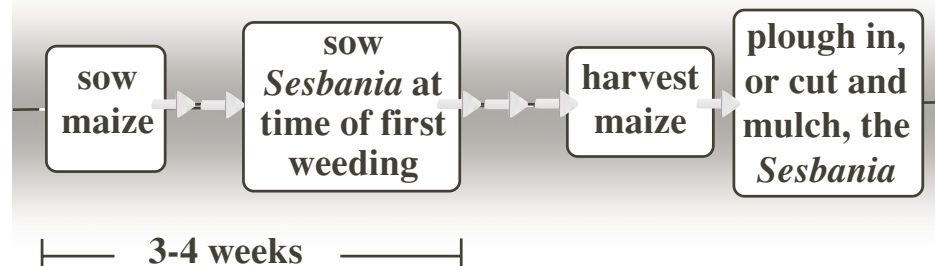 sow
maize
sow
Sesbania at
time of first
weeding
harvest
maize
plough in,
or cut and
mulch, the
Sesbania
3-4 weeks